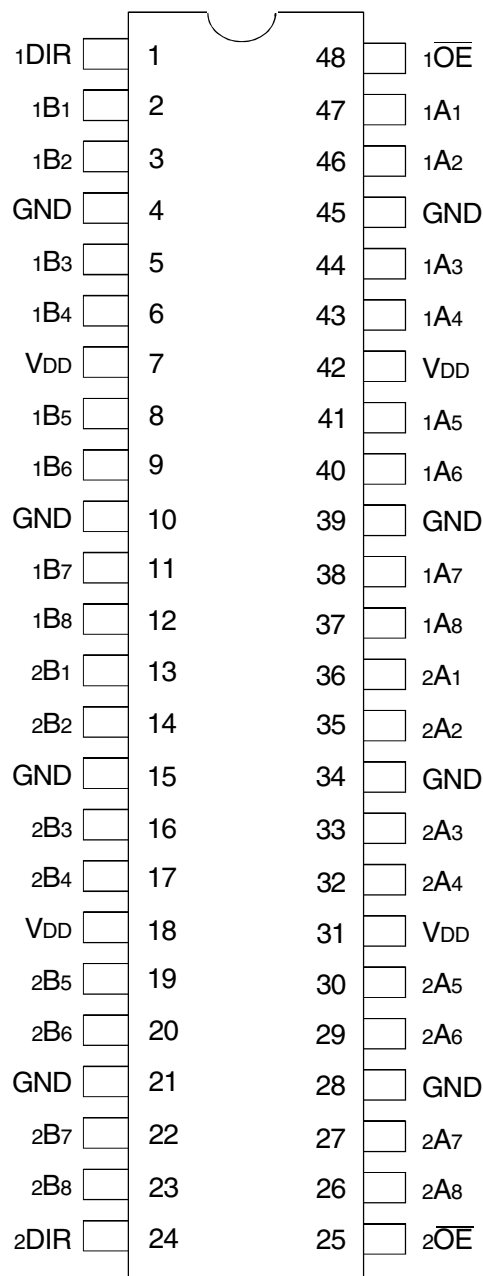 1DIR 1 48 1O̅E̅
1B1 2 47 1A1
1B2 3 46 1A2
GND 4 45 GND
1B3 5 44 1A3
1B4 6 43 1A4
VDD 7 42 VDD
1B5 8 41 1A5
1B6 9 40 1A6
GND 10 39 GND
1B7 11 38 1A7
1B8 12 37 1A8
2B1 13 36 2A1
2B2 14 35 2A2
GND 15 34 GND
2B3 16 33 2A3
2B4 17 32 2A4
VDD 18 31 VDD
2B5 19 30 2A5
2B6 20 29 2A6
GND 21 28 GND
2B7 22 27 2A7
2B8 23 26 2A8
2DIR 24 25 2O̅E̅